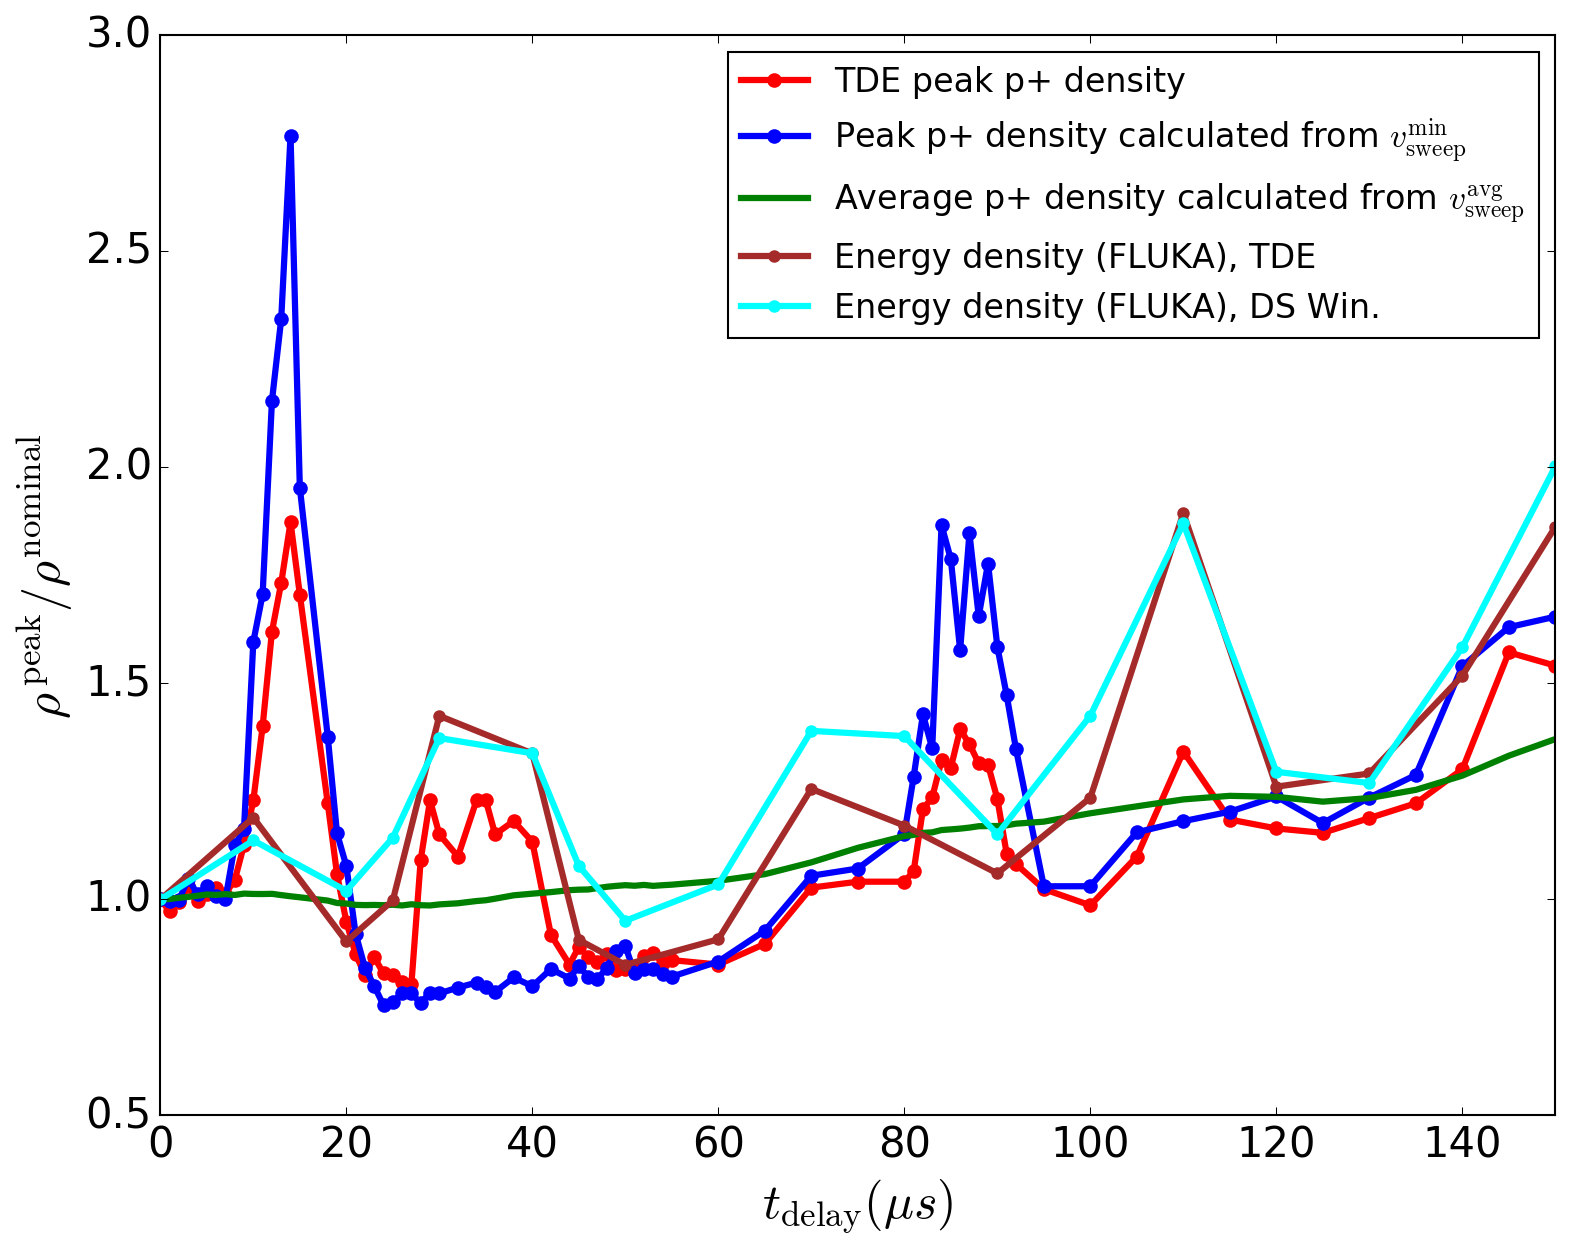 3.0
2.5
2.0
1.5
1.0
0.5
0
20
40
60
80
100
120
140
ρ^peak / ρ^nominal
t_delay(μs)
TDE peak p+ density
Peak p+ density calculated from v_sweep^min
Average p+ density calculated from v_sweep^avg
Energy density (FLUKA), TDE
Energy density (FLUKA), DS Win.